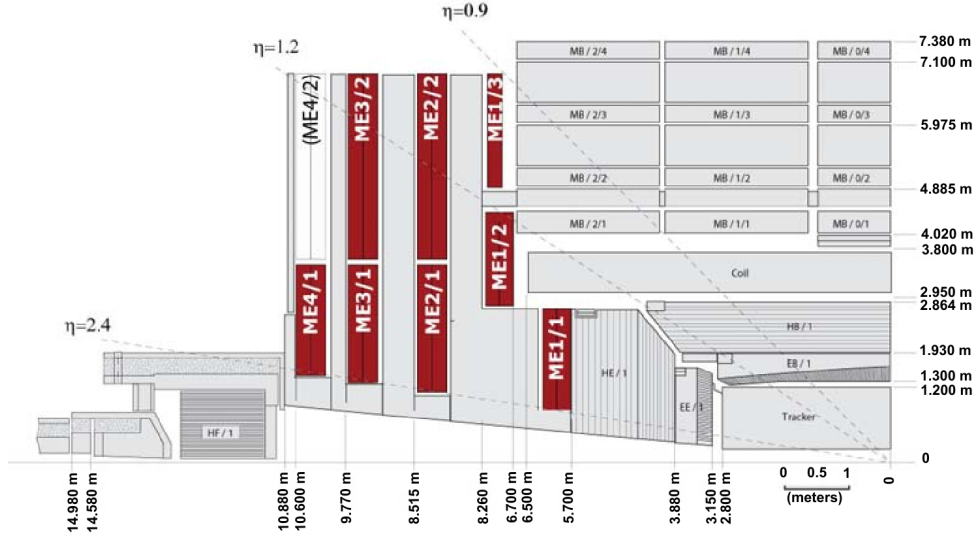 η=0.9
η=1.2
η=2.4
MB / 2/4
MB / 1/4
MB / 0/4
MB / 2/3
MB / 1/3
MB / 0/3
MB / 2/2
MB / 1/2
MB / 0/2
MB / 2/1
MB / 1/1
MB / 0/1
Coil
HB / 1
EB / 1
Tracker
HE / 1
EE / 1
HF / 1
(ME4/2)
ME3/2
ME2/2
ME1/3
ME1/2
ME4/1
ME3/1
ME2/1
ME1/1
7.380 m
7.100 m
5.975 m
4.885 m
4.020 m
3.800 m
2.950 m
2.864 m
1.930 m
1.300 m
1.200 m
0
0 0.5 1
(meters)
14.980 m
14.580 m
10.880 m
10.600 m
9.770 m
8.515 m
8.260 m
6.700 m
6.500 m
5.700 m
3.880 m
3.150 m
2.800 m
0